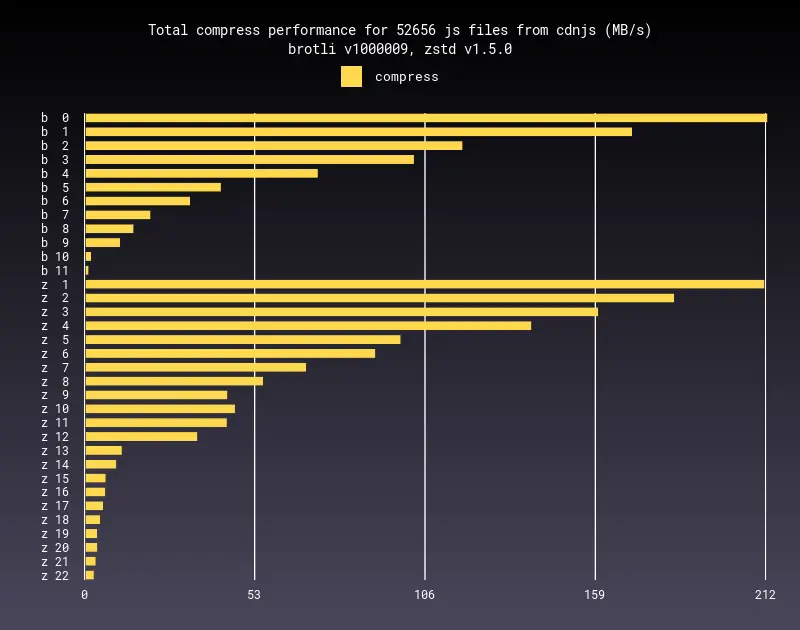 Total compress performance for 52656 js files from cdnjs (MB/s)
brotli v1000009, zstd v1.5.0
compress
b 0
b 1
b 2
b 3
b 4
b 5
b 6
b 7
b 8
b 9
b 10
b 11
z 1
z 2
z 3
z 4
z 5
z 6
z 7
z 8
z 9
z 10
z 11
z 12
z 13
z 14
z 15
z 16
z 17
z 18
z 19
z 20
z 21
z 22
0 53 106 159 212